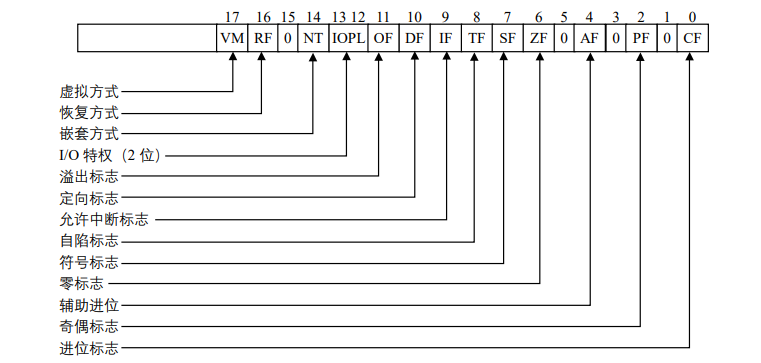 17 16 15 14 13 12 11 10 9 8 7 6 5 4 3 2 1 0
VM RF 0 NT IOPL OF DF IF TF SF ZF 0 AF 0 PF 0 CF
虚拟方式
恢复方式
嵌套方式
I/O 特权（2 位）
溢出标志
定向标志
允许中断标志
自陷标志
符号标志
零标志
辅助进位
奇偶标志
进位标志